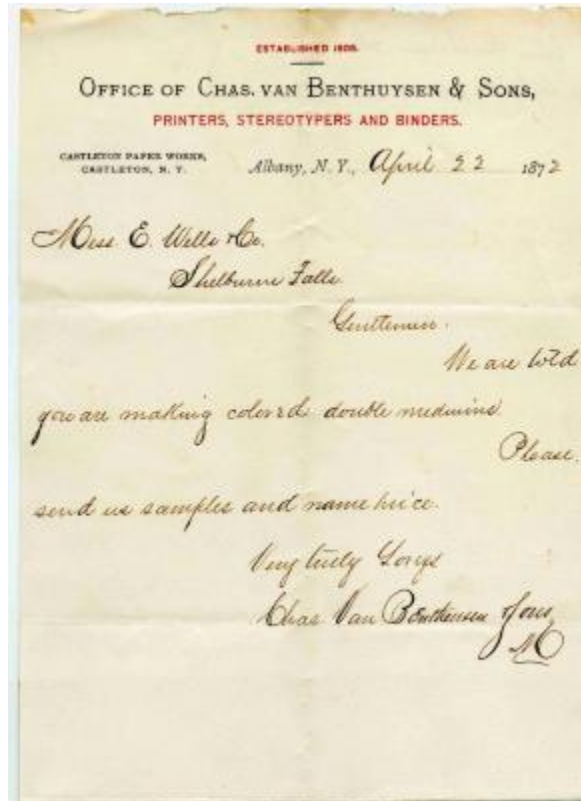 ESTABLISHED 1808.
OFFICE OF CHAS. VAN BENTHUYSEN & SONS,
PRINTERS, STEREOTYPERS AND BINDERS.
CASTLETON PAPER WORKS,
CASTLETON, N. Y.
Albany, N. Y., April 22 1872
Mess E. Wells & Co.
Shelburne Falls
Gentlemen.
We are told
you are making colored double mediums
Please
send us samples and name price.
Very truly Yours
Chas Van Benthuysen & Sons